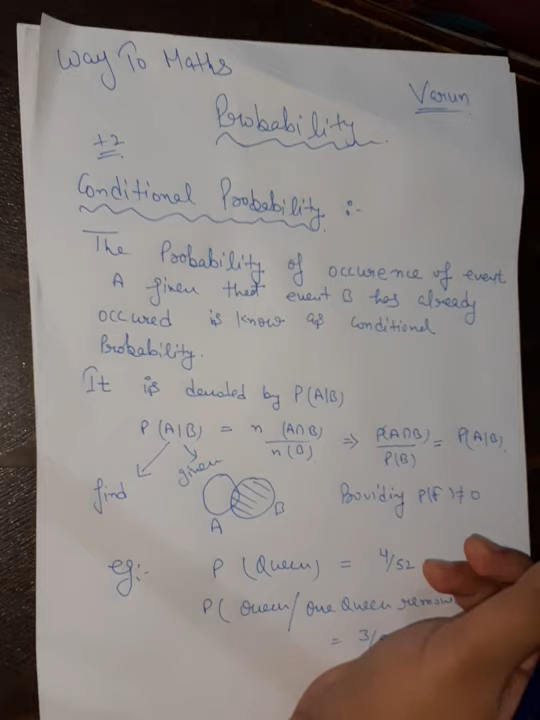 Way To Maths
Varun
Probability
+2
Conditional Probability :-
The Probability of occurence of event
A given that event B has already
occured is know as conditional
Probability.
It is denoted by P(A|B)
P(A|B) = n(A∩B)/n(B) ⇒ P(A∩B)/P(B) = P(A|B).
find given
A B Providing P(F) ≠ 0
eg:- P (Queen) = 4/52
P( Queen/one Queen remov
= 3/